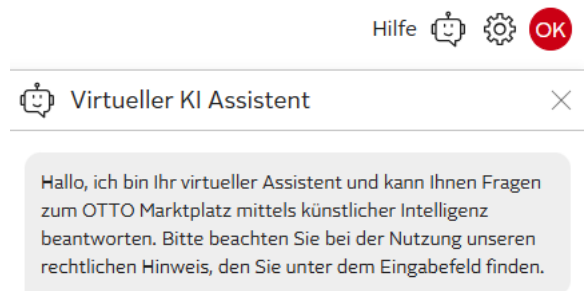 Hilfe OK
Virtueller KI Assistent
Hallo, ich bin Ihr virtueller Assistent und kann Ihnen Fragen
zum OTTO Marktplatz mittels künstlicher Intelligenz
beantworten. Bitte beachten Sie bei der Nutzung unseren
rechtlichen Hinweis, den Sie unter dem Eingabefeld finden.